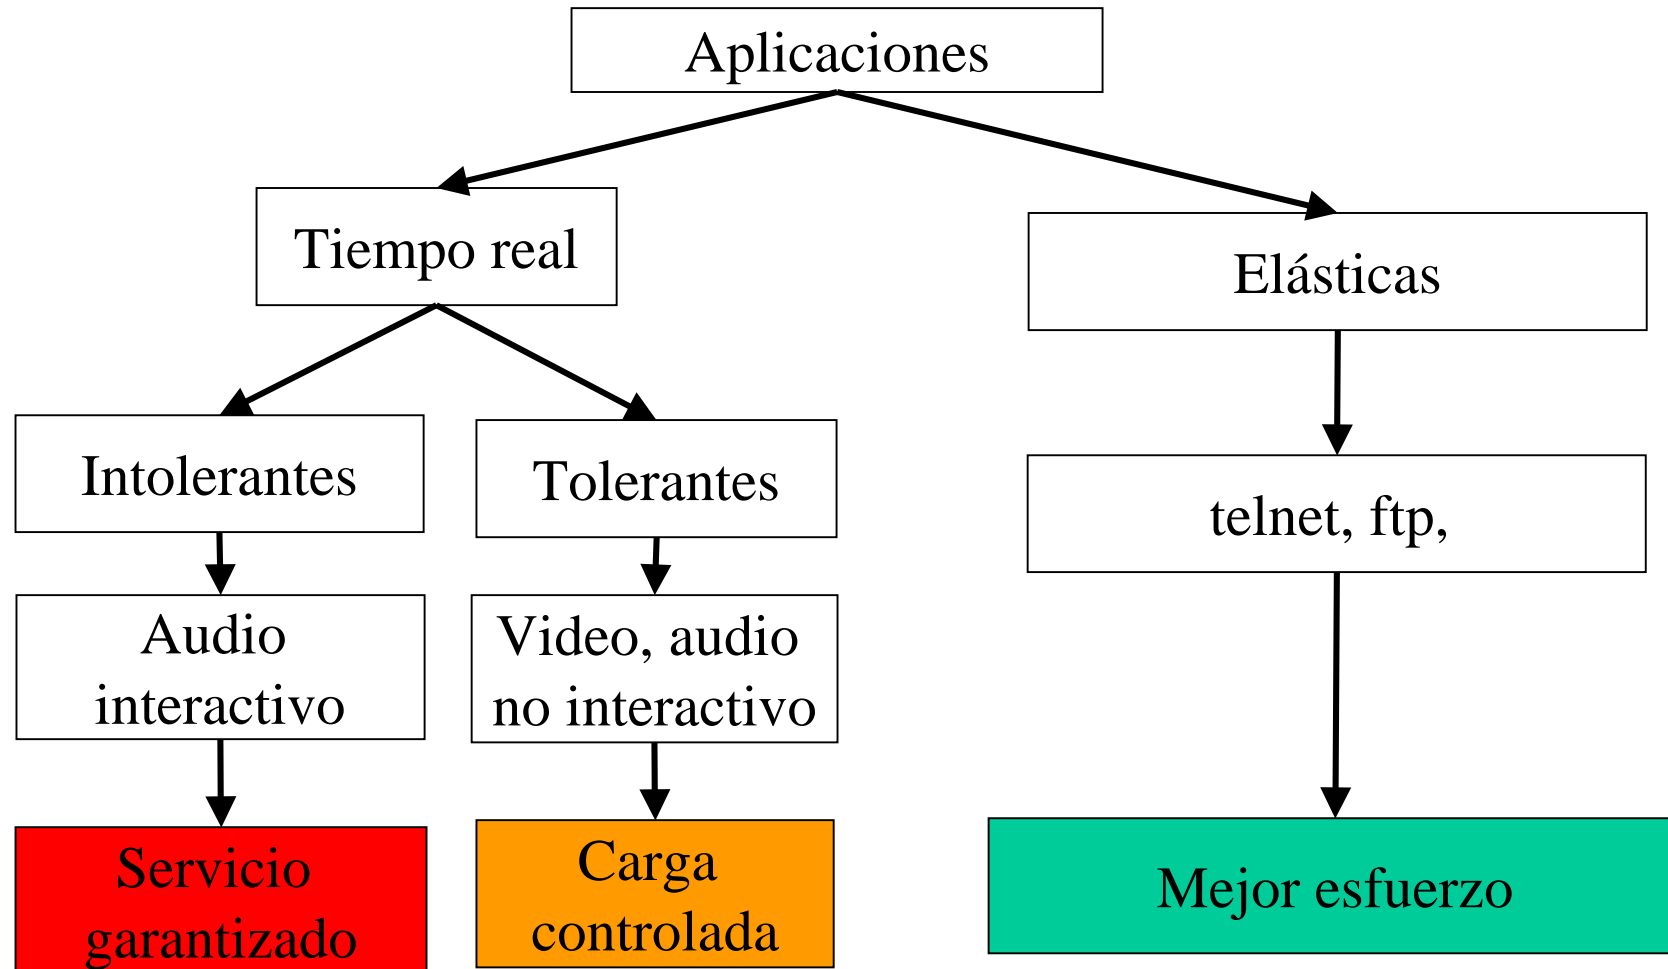 Aplicaciones
Tiempo real
Elásticas
Intolerantes
Tolerantes
telnet, ftp,
Audio
interactivo
Video, audio
no interactivo
Servicio
garantizado
Carga
controlada
Mejor esfuerzo